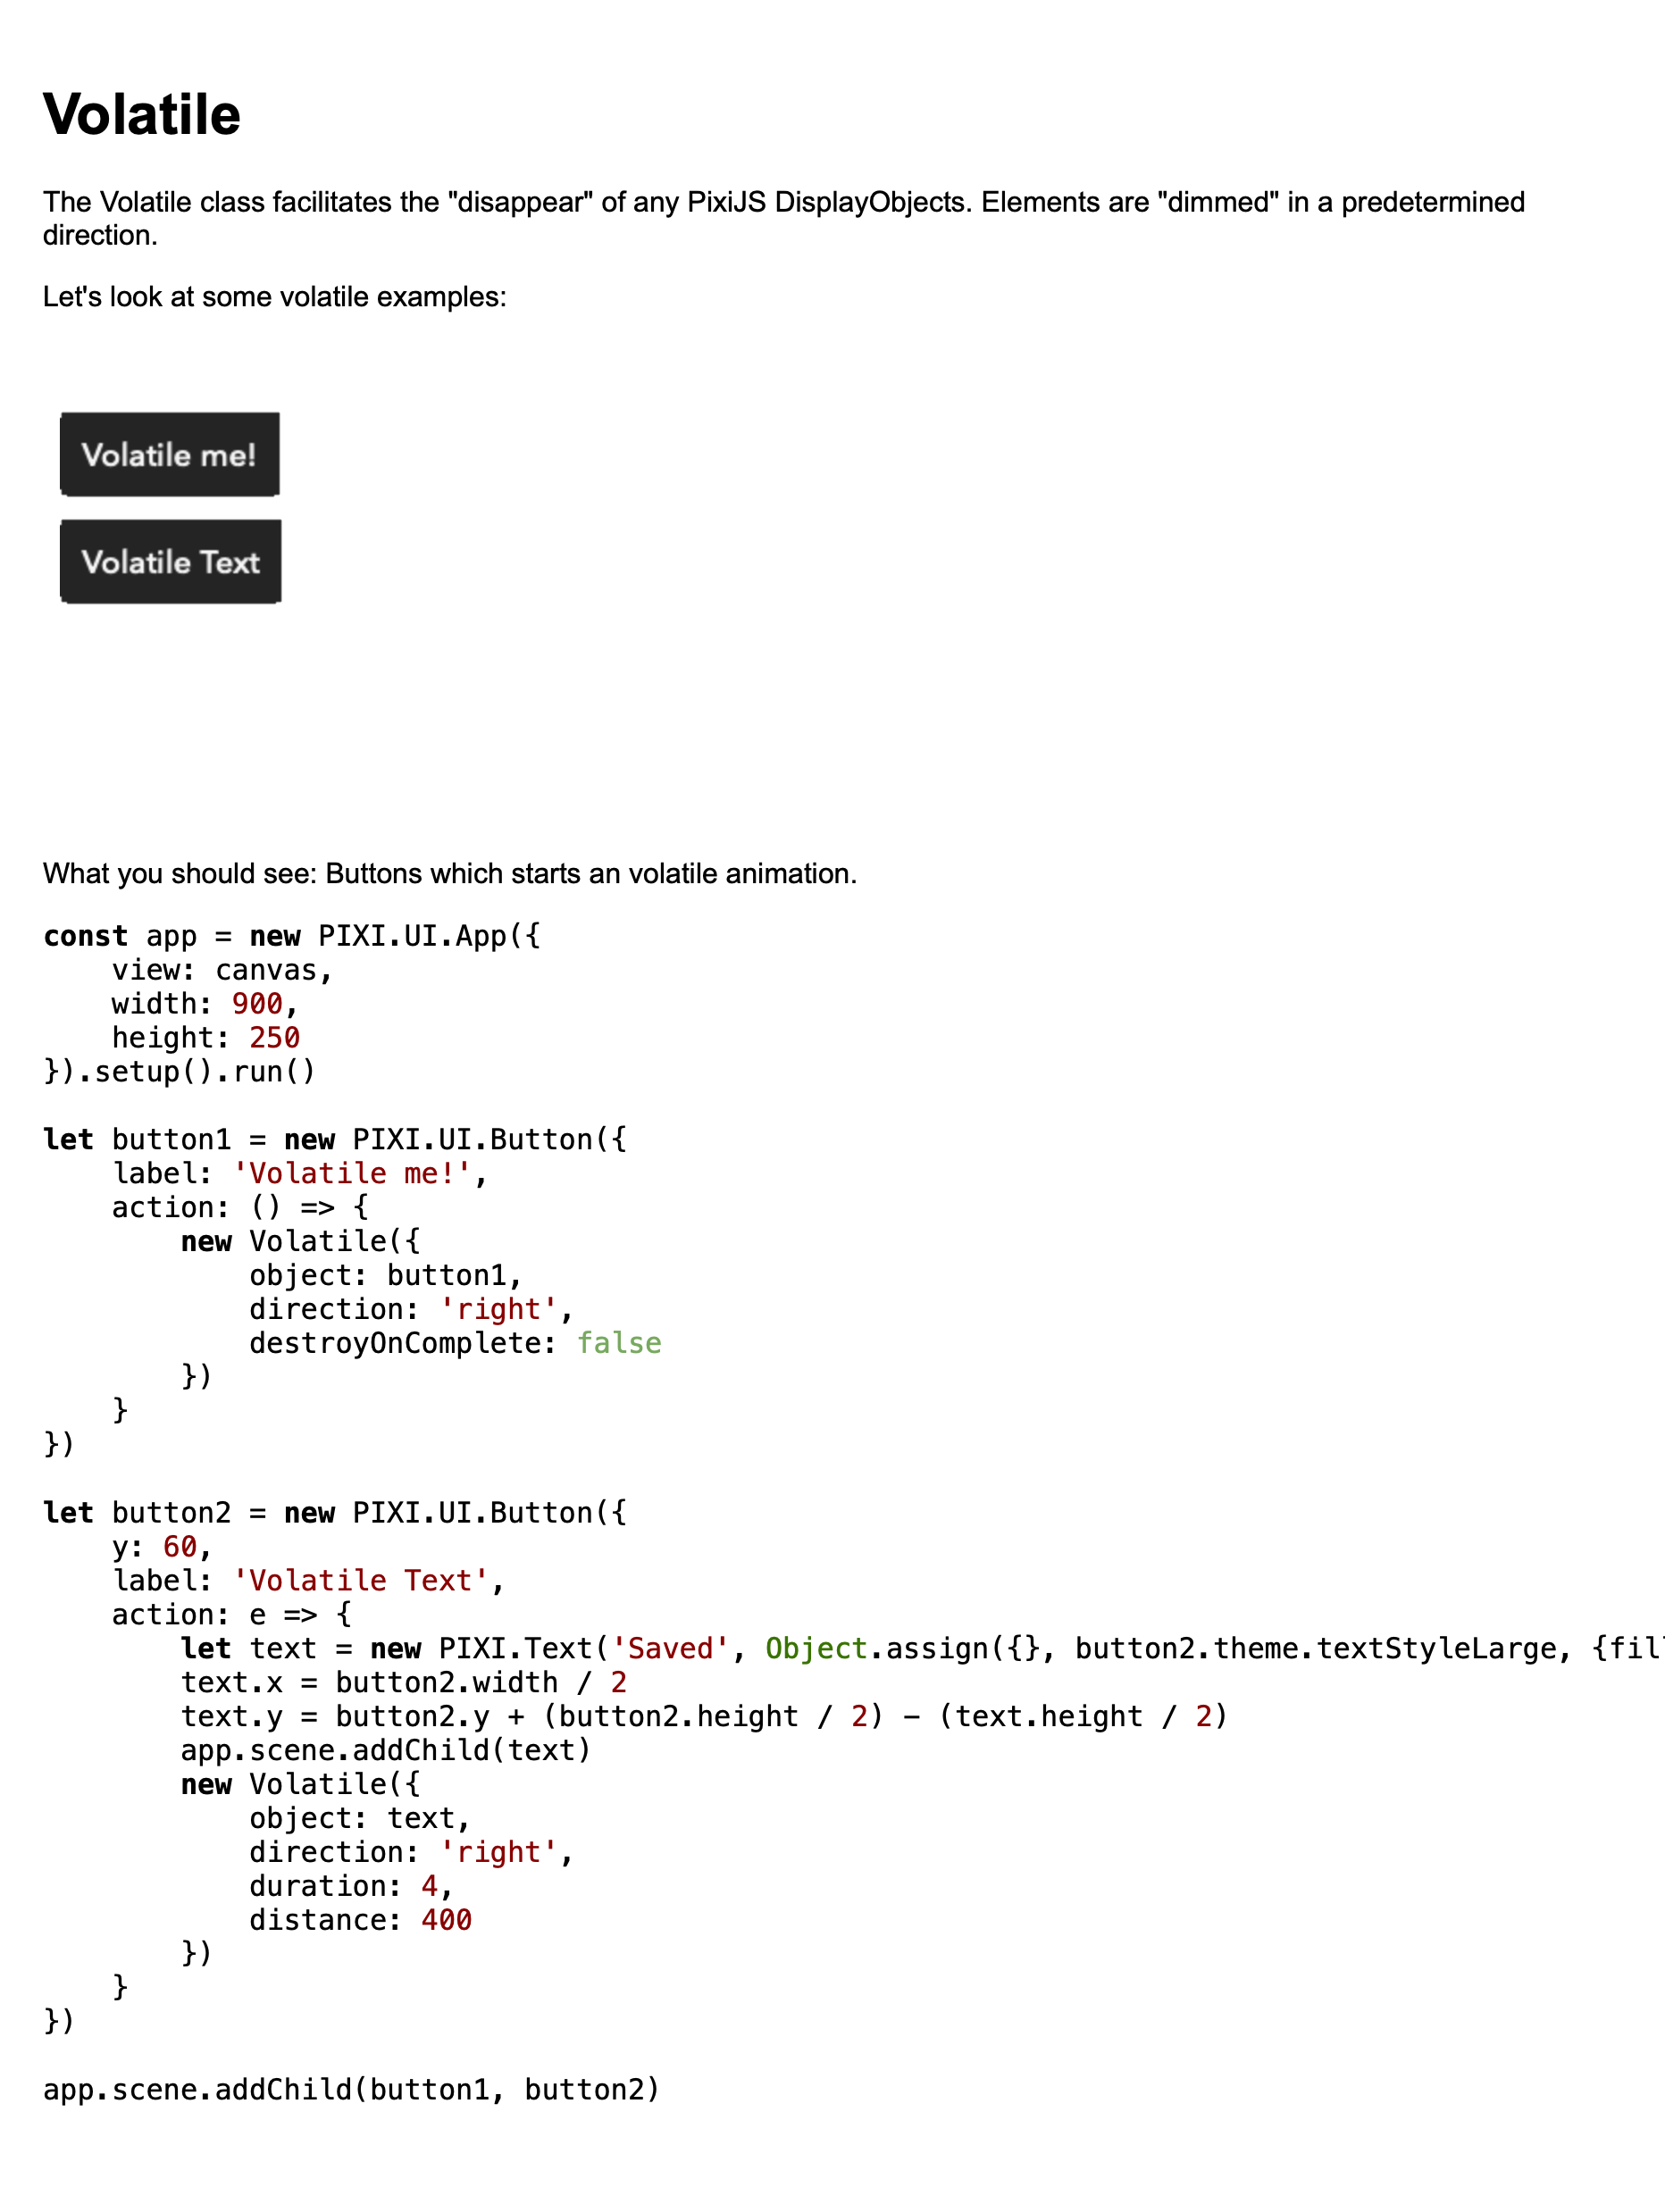 Volatile
The Volatile class facilitates the "disappear" of any PixiJS DisplayObjects. Elements are "dimmed" in a predetermined
direction.
Let's look at some volatile examples:
Volatile me!
Volatile Text
What you should see: Buttons which starts an volatile animation.
const app = new PIXI.UI.App({
    view: canvas,
    width: 900,
    height: 250
}).setup().run()
let button1 = new PIXI.UI.Button({
    label: 'Volatile me!',
    action: () => {
        new Volatile({
            object: button1,
            direction: 'right',
            destroyOnComplete: false
        })
    }
})
let button2 = new PIXI.UI.Button({
    y: 60,
    label: 'Volatile Text',
    action: e => {
        let text = new PIXI.Text('Saved', Object.assign({}, button2.theme.textStyleLarge, {fil
        text.x = button2.width / 2
        text.y = button2.y + (button2.height / 2) - (text.height / 2)
        app.scene.addChild(text)
        new Volatile({
            object: text,
            direction: 'right',
            duration: 4,
            distance: 400
        })
    }
})
app.scene.addChild(button1, button2)